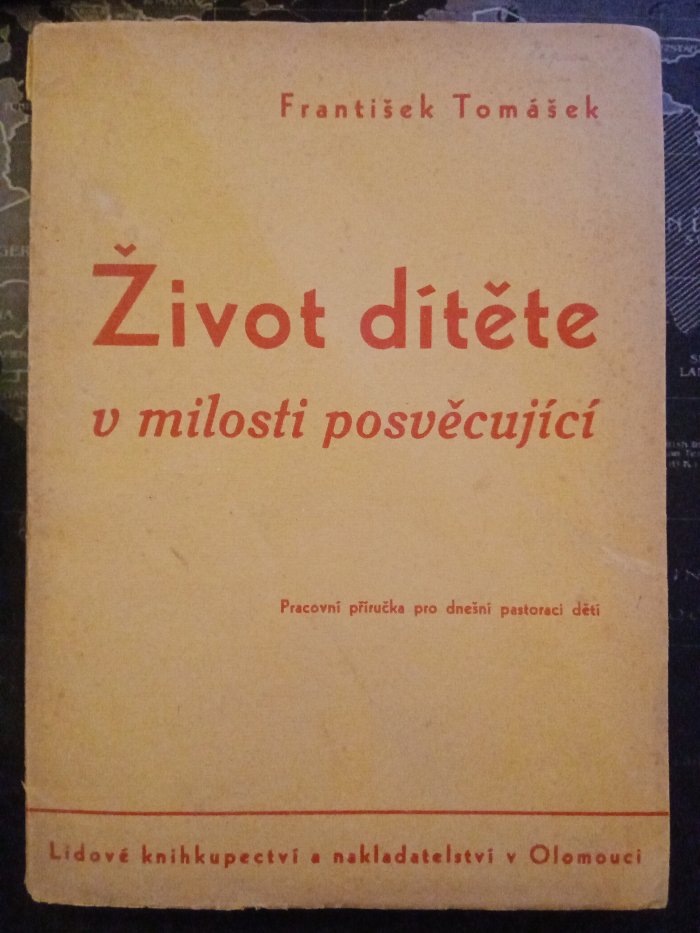 František Tomášek
Život dítěte
v milosti posvěcující
Pracovní příručka pro dnešní pastoraci dětí
Lidové knihkupectví a nakladatelství v Olomouci